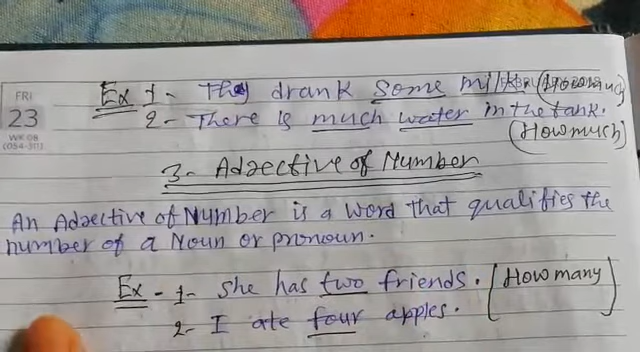 FRI
23
WK 08
(054-311)
Ex 1- They drank some milk. (How much)
2- There is much water in the tank.
(How much)
3- Adjective of Number
An Adjective of Number is a word that qualifies the
number of a Noun or pronoun.
Ex - 1- She has two friends. (How many)
2- I ate four apples.